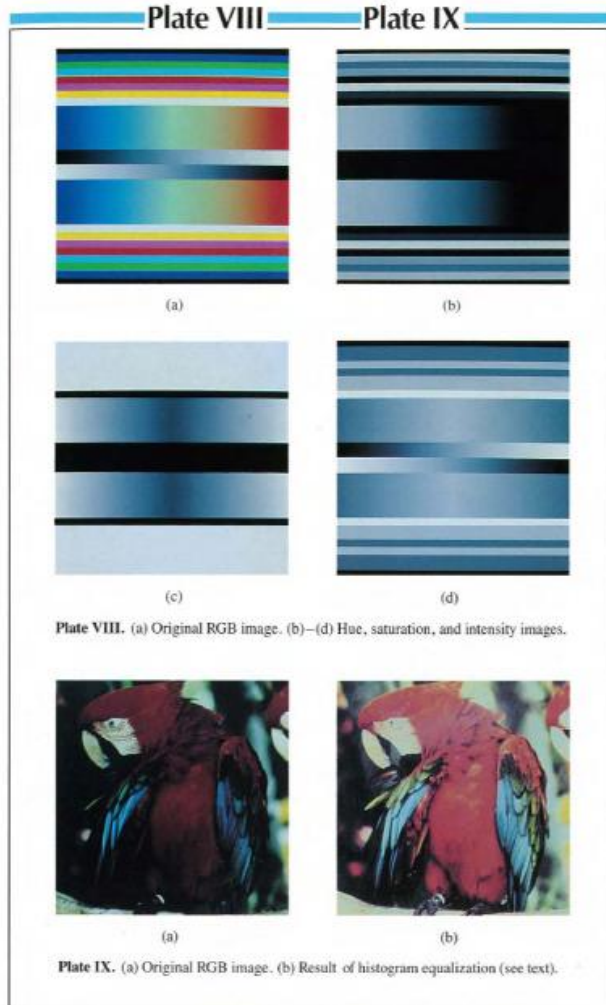 Plate VIII Plate IX
(a) (b)
(c) (d)
Plate VIII. (a) Original RGB image. (b)–(d) Hue, saturation, and intensity images.
(a) (b)
Plate IX. (a) Original RGB image. (b) Result of histogram equalization (see text).